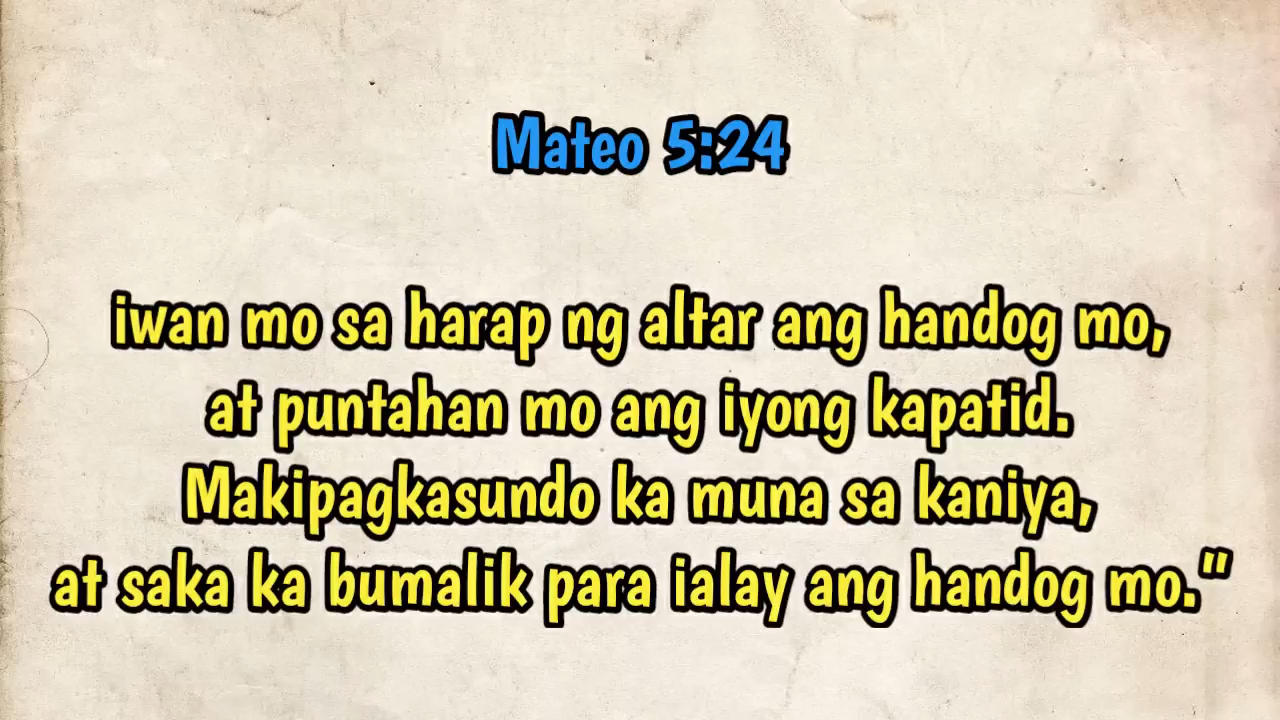 Mateo 5:24
iwan mo sa harap ng altar ang handog mo,
at puntahan mo ang iyong kapatid.
Makipagkasundo ka muna sa kaniya,
at saka ka bumalik para ialay ang handog mo."